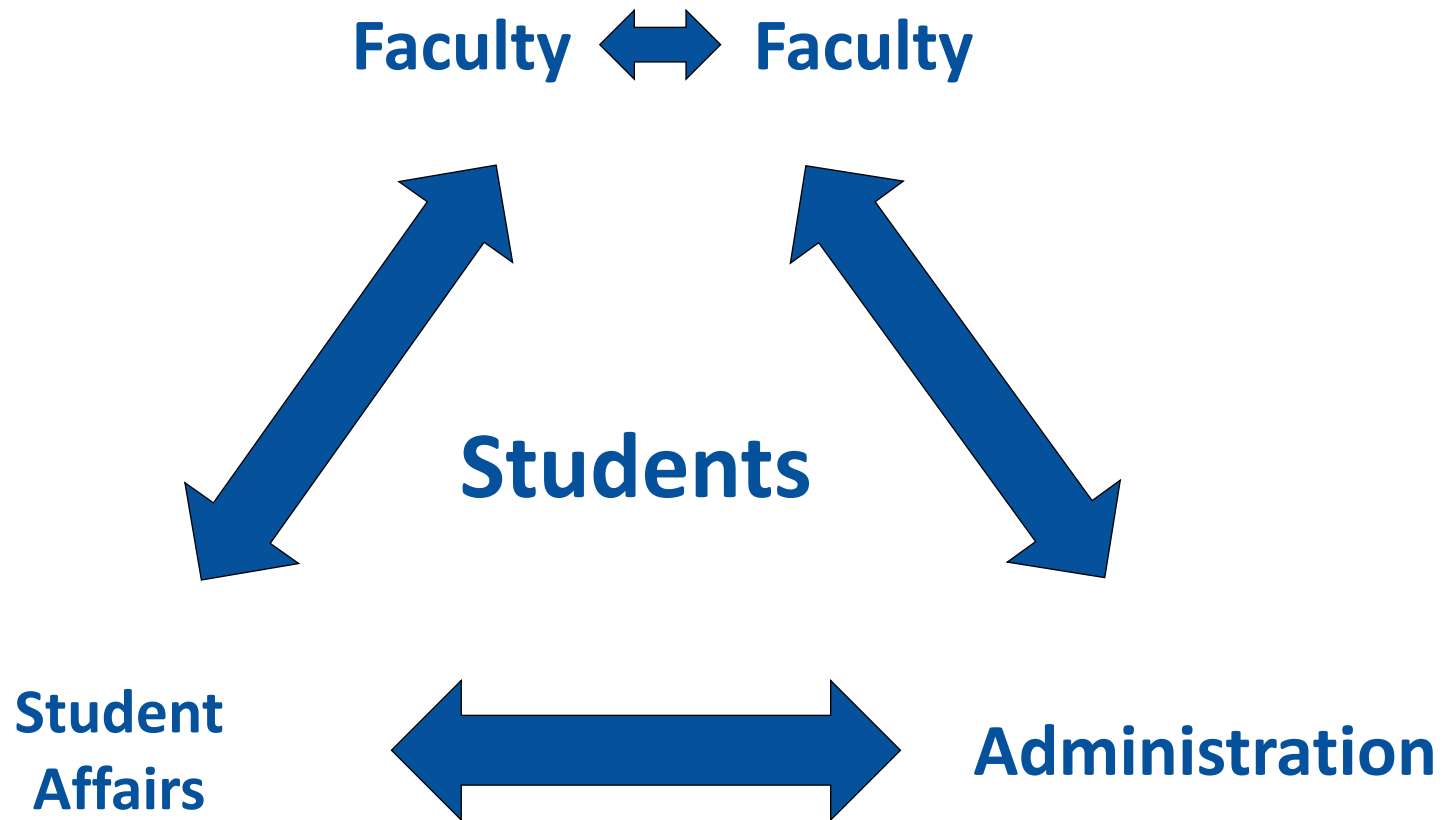 Faculty Faculty
Students
Student
Affairs
Administration